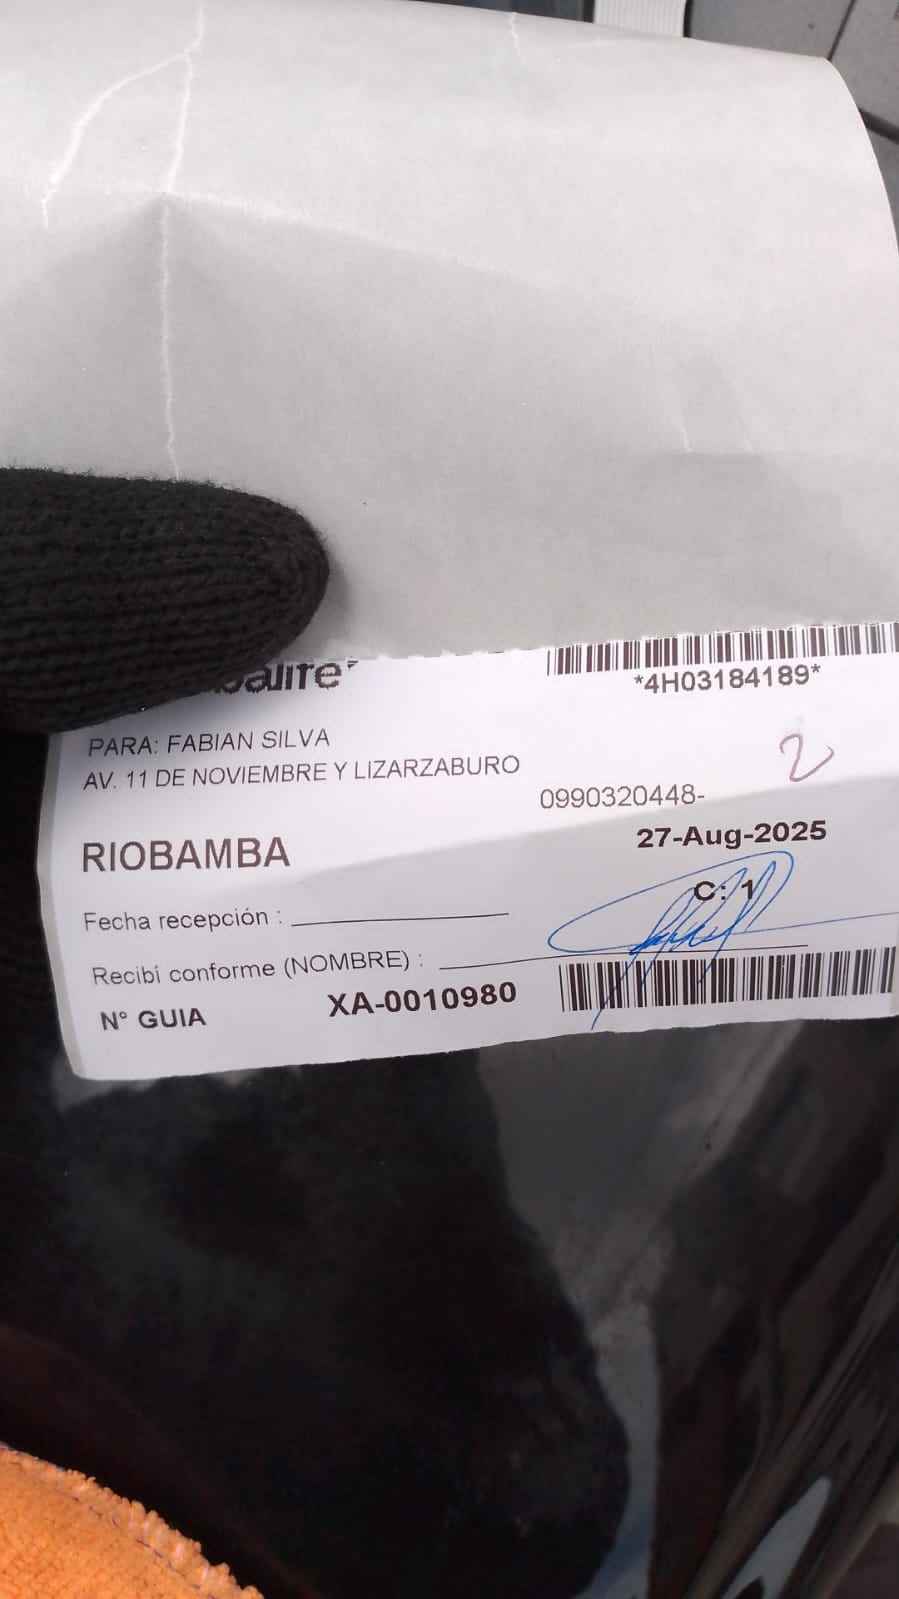 *4H03184189*
PARA: FABIAN SILVA
AV. 11 DE NOVIEMBRE Y LIZARZABURO
2
0990320448-
RIOBAMBA
27-Aug-2025
C: 1
Fecha recepción :
Recibí conforme (NOMBRE) :
N° GUIA XA-0010980